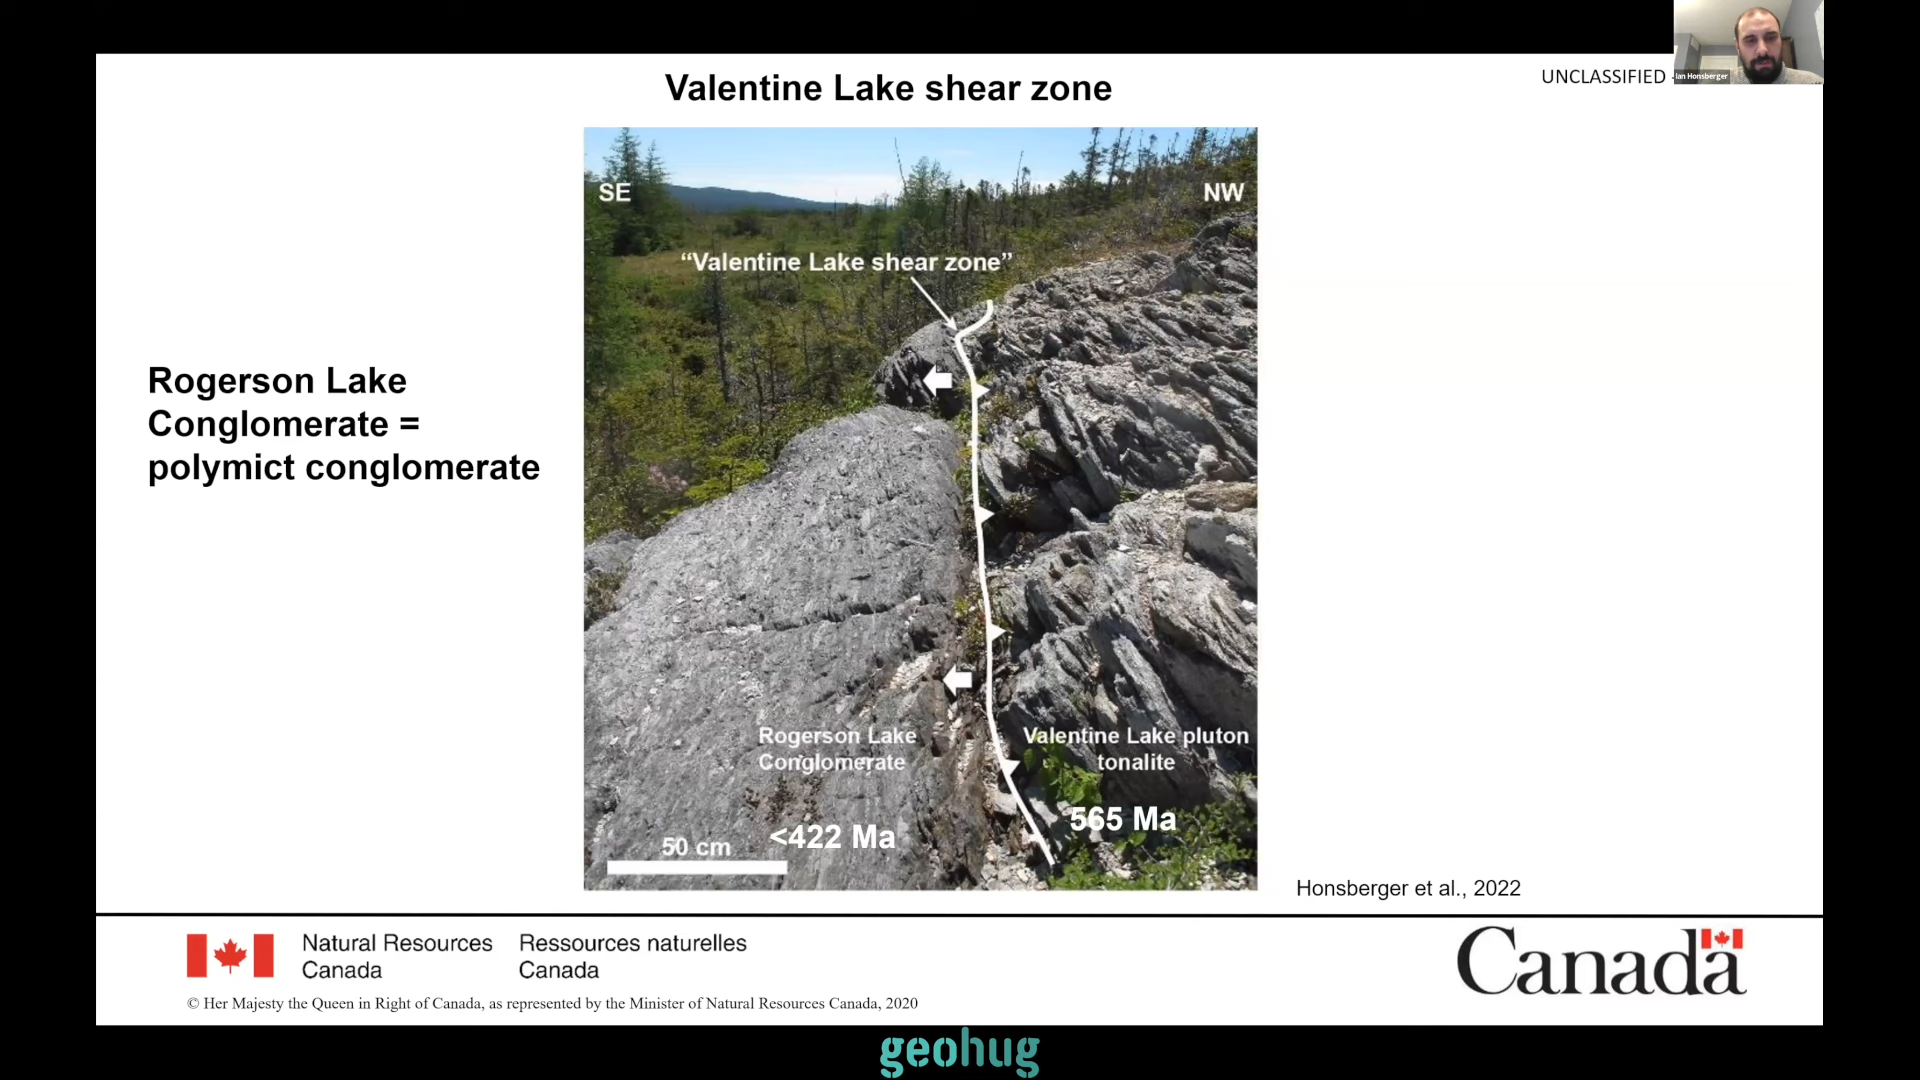 Valentine Lake shear zone
UNCLASSIFIED -
Ian Honsberger
SE
NW
“Valentine Lake shear zone”
Rogerson Lake
Conglomerate =
polymict conglomerate
Rogerson Lake
Conglomerate
Valentine Lake pluton
tonalite
<422 Ma
565 Ma
50 cm
Honsberger et al., 2022
Natural Resources
Canada
Ressources naturelles
Canada
Canada
© Her Majesty the Queen in Right of Canada, as represented by the Minister of Natural Resources Canada, 2020
geohug